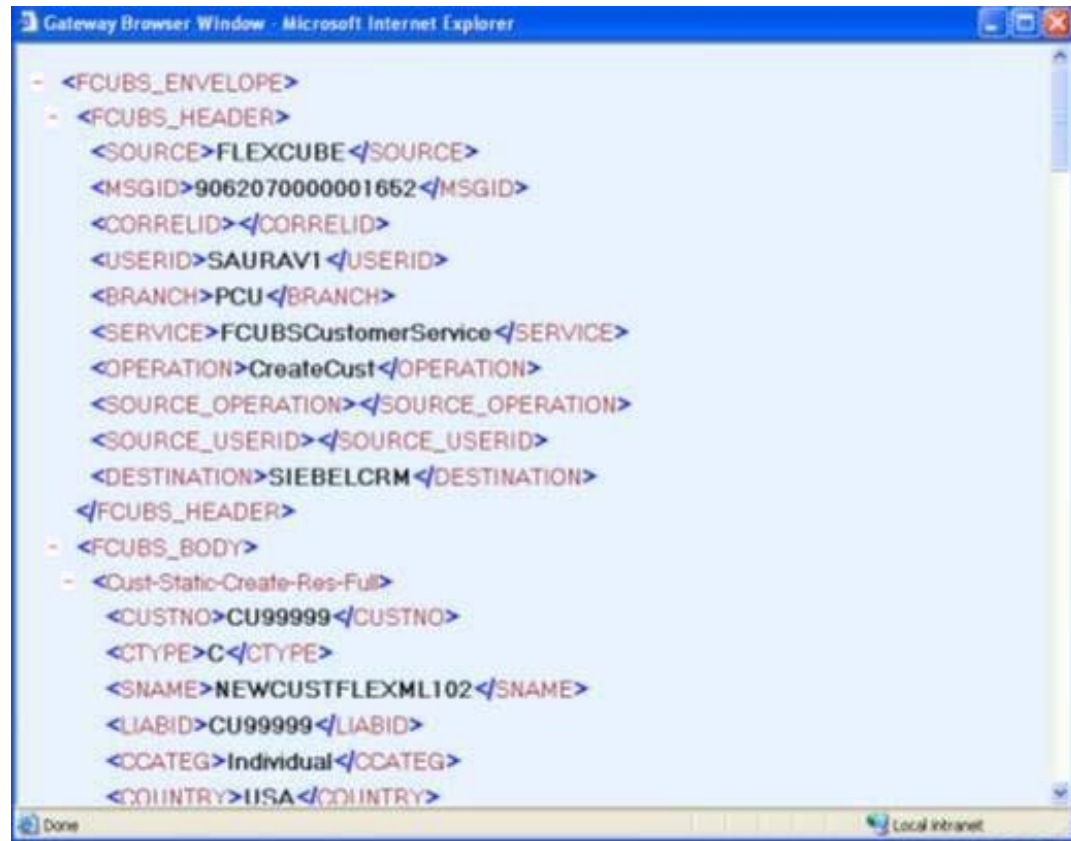 Gateway Browser Window - Microsoft Internet Explorer
- <FCUBS_ENVELOPE>
- <FCUBS_HEADER>
<SOURCE>FLEXCUBE</SOURCE>
<MSGID>9062070000001652</MSGID>
<CORRELID></CORRELID>
<USERID>SAURAV1</USERID>
<BRANCH>PCU</BRANCH>
<SERVICE>FCUBSCustomerService</SERVICE>
<OPERATION>CreateCust</OPERATION>
<SOURCE_OPERATION></SOURCE_OPERATION>
<SOURCE_USERID></SOURCE_USERID>
<DESTINATION>SIEBELCRM</DESTINATION>
</FCUBS_HEADER>
- <FCUBS_BODY>
- <Cust-Static-Create-Res-Full>
<CUSTNO>CU99999</CUSTNO>
<CTYPE>C</CTYPE>
<SNAME>NEWCUSTFLEXML102</SNAME>
<LIABID>CU99999</LIABID>
<CCATEG>Individual</CCATEG>
<COUNTRY>USA</COUNTRY>
Done Local intranet